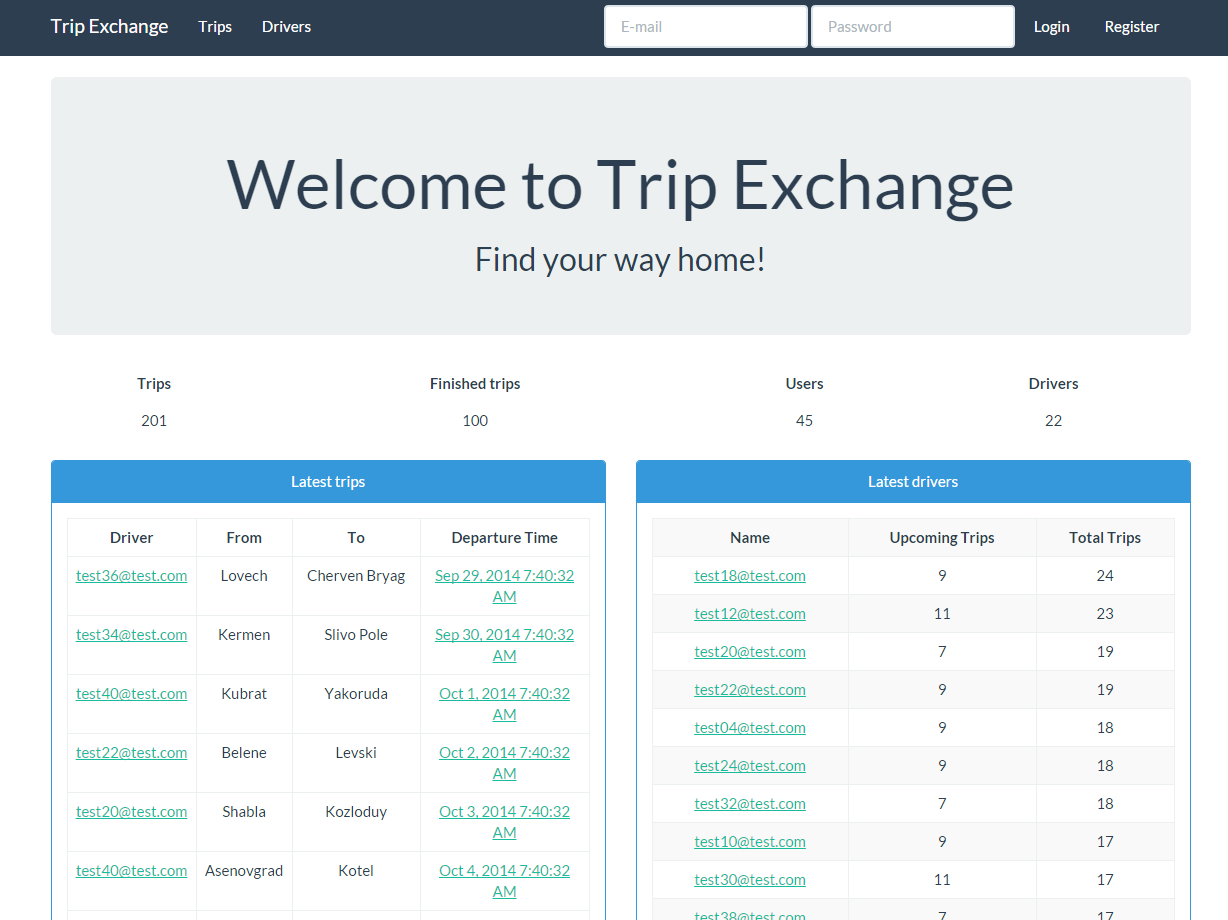 Trip Exchange Trips Drivers E-mail Password Login Register
Welcome to Trip Exchange
Find your way home!
Trips Finished trips Users Drivers
201 100 45 22
Latest trips
Driver From To Departure Time
test36@test.com Lovech Cherven Bryag Sep 29, 2014 7:40:32
AM
test34@test.com Kermen Slivo Pole Sep 30, 2014 7:40:32
AM
test40@test.com Kubrat Yakoruda Oct 1, 2014 7:40:32
AM
test22@test.com Belene Levski Oct 2, 2014 7:40:32
AM
test20@test.com Shabla Kozloduy Oct 3, 2014 7:40:32
AM
test40@test.com Asenovgrad Kotel Oct 4, 2014 7:40:32
AM
Latest drivers
Name Upcoming Trips Total Trips
test18@test.com 9 24
test12@test.com 11 23
test20@test.com 7 19
test22@test.com 9 19
test04@test.com 9 18
test24@test.com 9 18
test32@test.com 7 18
test10@test.com 9 17
test30@test.com 11 17
test38@test.com 7 17